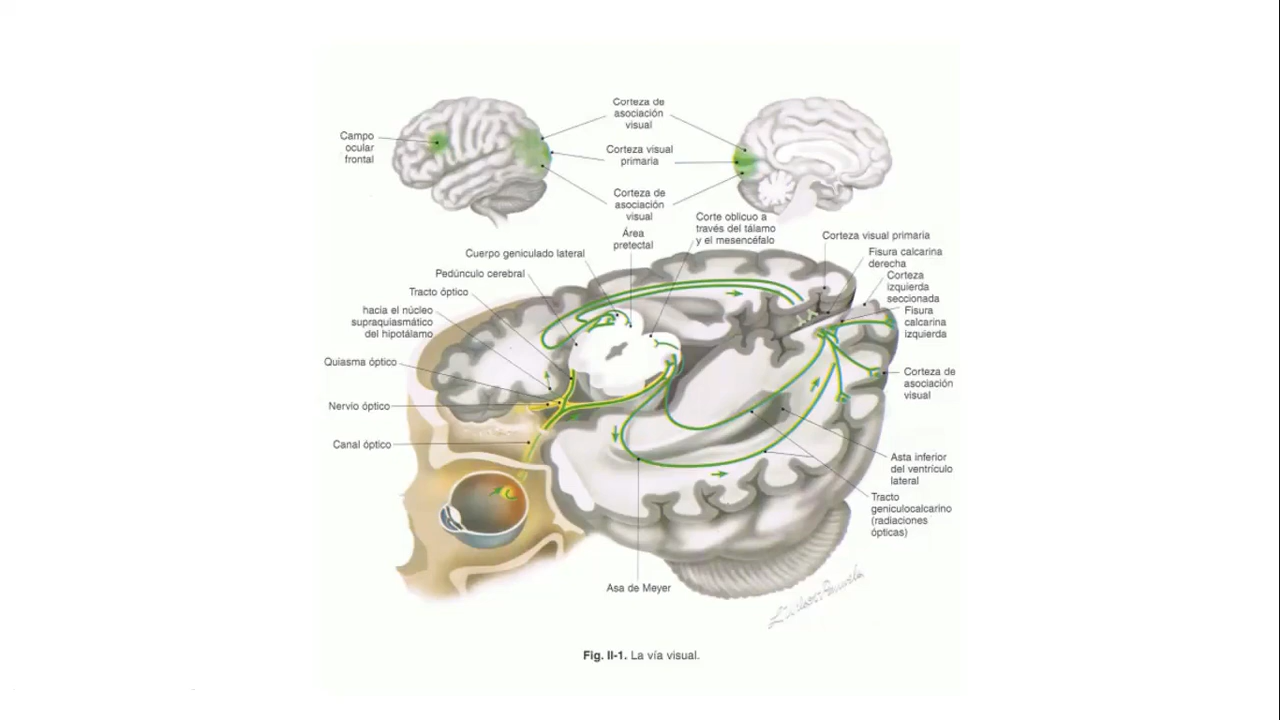 Corteza de
asociación
visual
Campo
ocular
frontal
Corteza visual
primaria
Corteza de
asociación
visual
Corte oblicuo a
través del tálamo
y el mesencéfalo
Área
pretectal
Corteza visual primaria
Cuerpo geniculado lateral
Fisura calcarina
derecha
Pedúnculo cerebral
Corteza
izquierda
seccionada
Tracto óptico
hacia el núcleo
supraquiasmático
del hipotálamo
Fisura
calcarina
izquierda
Quiasma óptico
Corteza de
asociación
visual
Nervio óptico
Canal óptico
Asta inferior
del ventrículo
lateral
Tracto
geniculocalcarino
(radiaciones
ópticas)
Asa de Meyer
Fig. II-1. La vía visual.